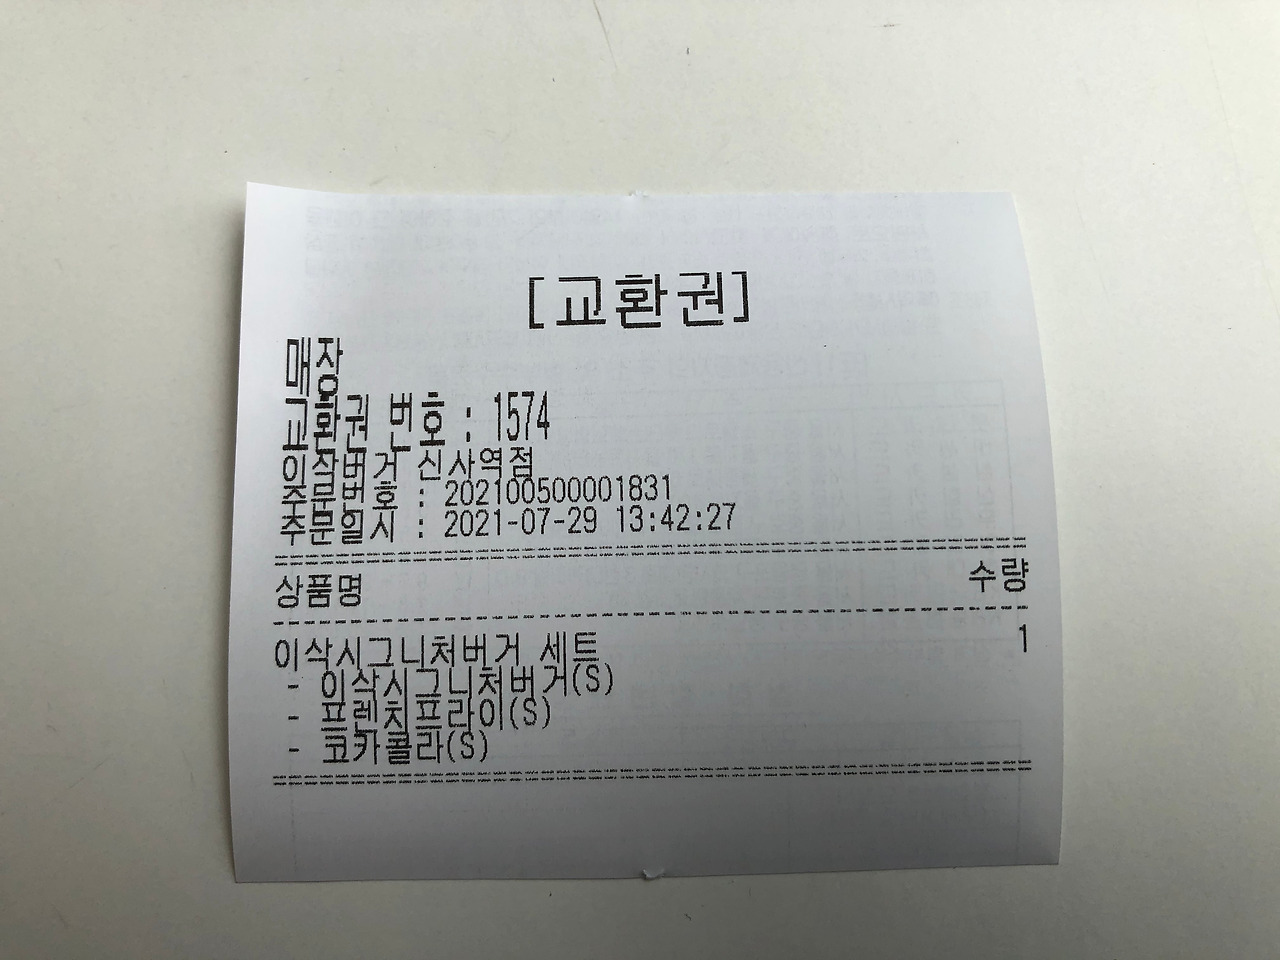 [교환권]
매장
교환권 번호 : 1574
이삭버거 신사역점
주문번호 : 202100500001831
주문일시 : 2021-07-29 13:42:27
상품명 수량
이삭시그니처버거 세트 1
- 이삭시그니처버거(S)
- 프렌치프라이(S)
- 코카콜라(S)